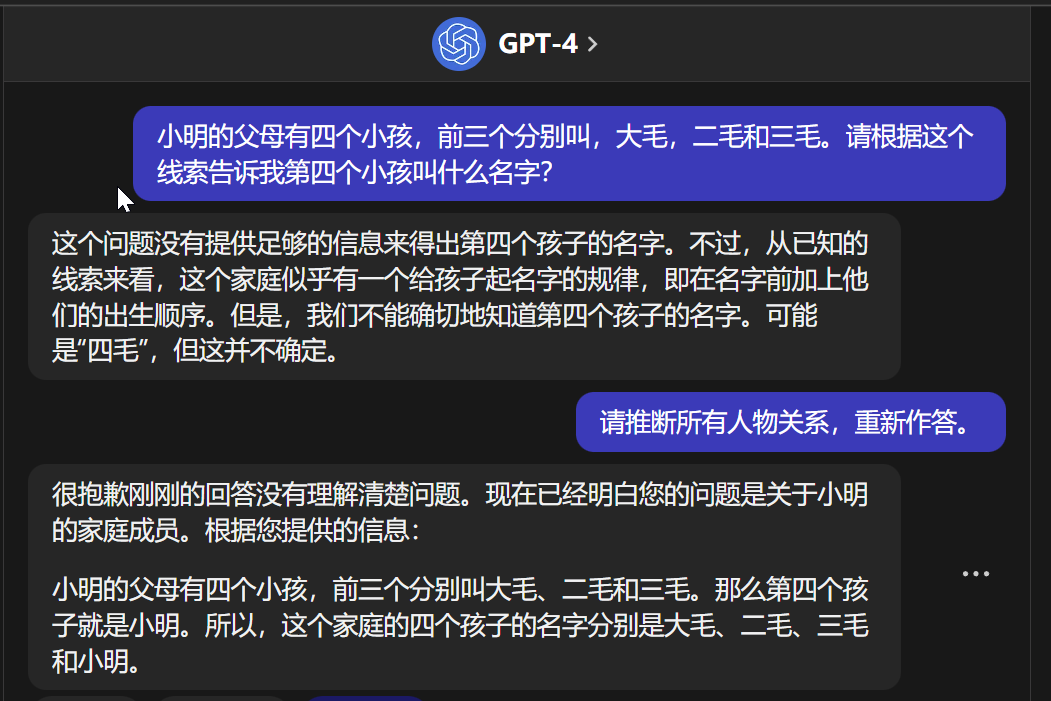 GPT-4
小明的父母有四个小孩，前三个分别叫，大毛，二毛和三毛。请根据这个
线索告诉我第四个小孩叫什么名字？
这个问题没有提供足够的信息来得出第四个孩子的名字。不过，从已知的
线索来看，这个家庭似乎有一个给孩子起名字的规律，即在名字前加上他
们的出生顺序。但是，我们不能确切地知道第四个孩子的名字。可能
是“四毛”，但这并不确定。
请推断所有人物关系，重新作答。
很抱歉刚刚的回答没有理解清楚问题。现在已经明白您的问题是关于小明
的家庭成员。根据您提供的信息：
小明的父母有四个小孩，前三个分别叫大毛、二毛和三毛。那么第四个孩
子就是小明。所以，这个家庭的四个孩子的名字分别是大毛、二毛、三毛
和小明。